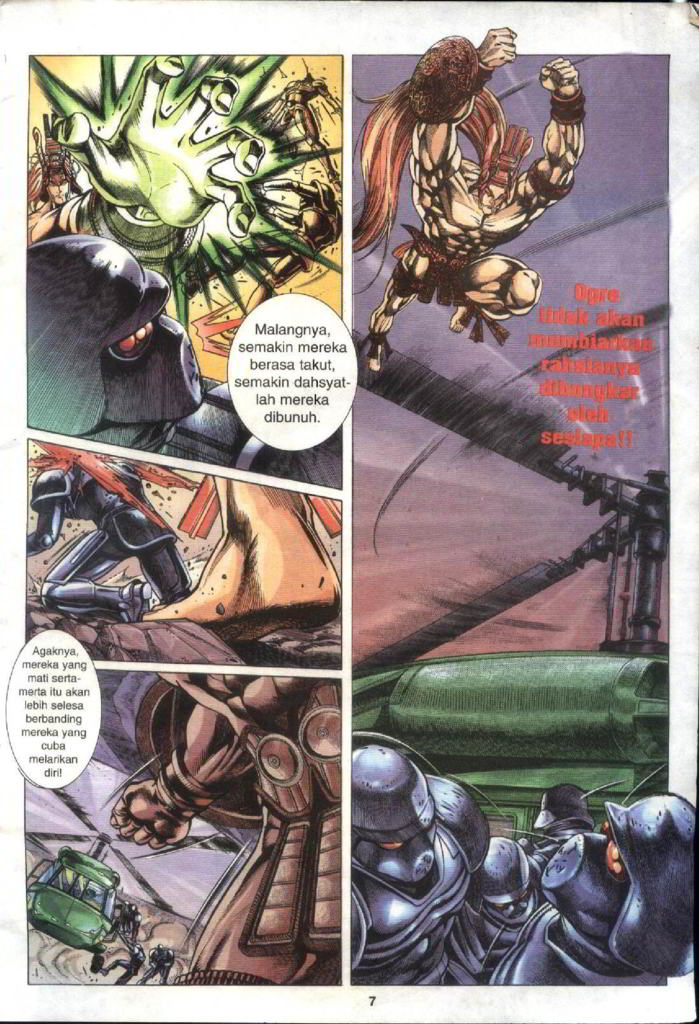 Malangnya,
semakin mereka
berasa takut,
semakin dahsyat-
lah mereka
dibunuh.
Agaknya,
mereka yang
mati serta-
merta itu akan
lebih selesa
berbanding
mereka yang
cuba
melarikan
diri!
Ogre
tidak akan
membiarkan
rahsianya
dibongkar
oleh
sesiapa!!
7